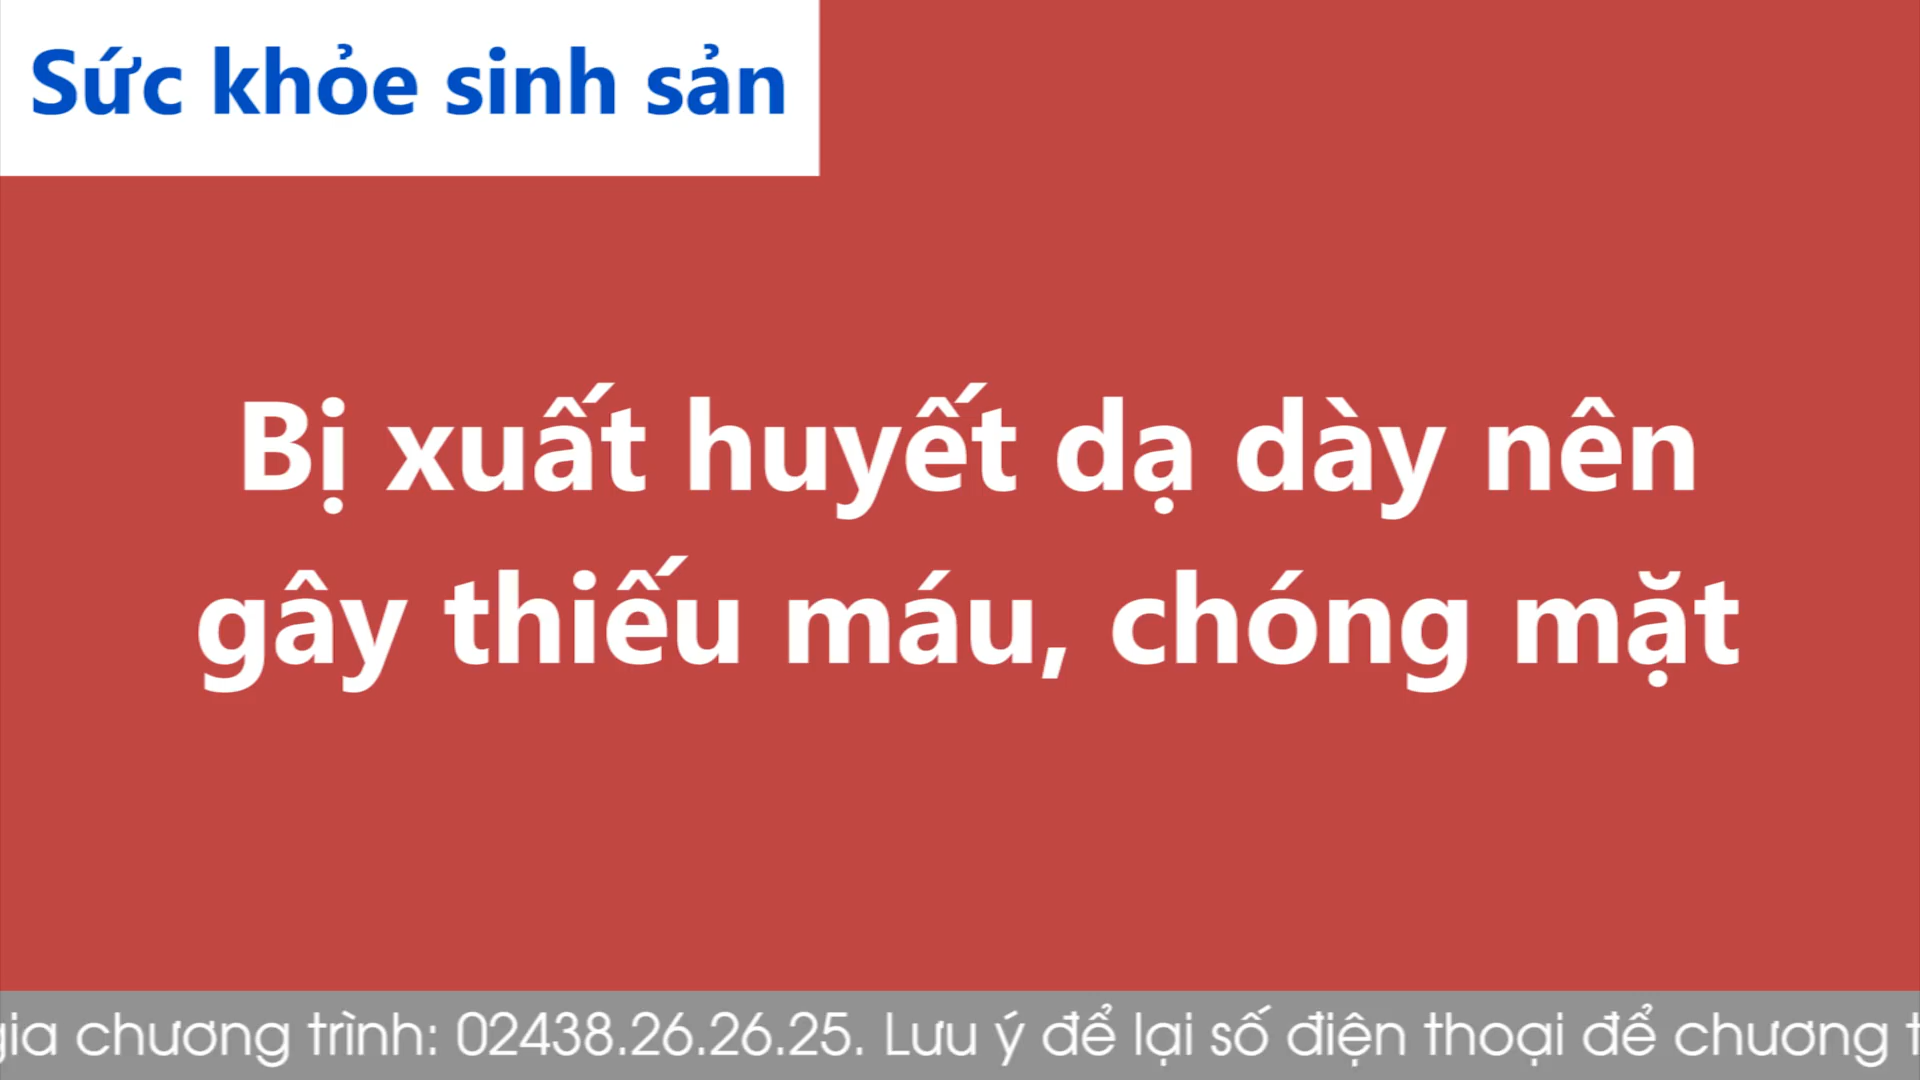 Sức khỏe sinh sản
Bị xuất huyết dạ dày nên
gây thiếu máu, chóng mặt
gia chương trình: 02438.26.26.25. Lưu ý để lại số điện thoại để chương